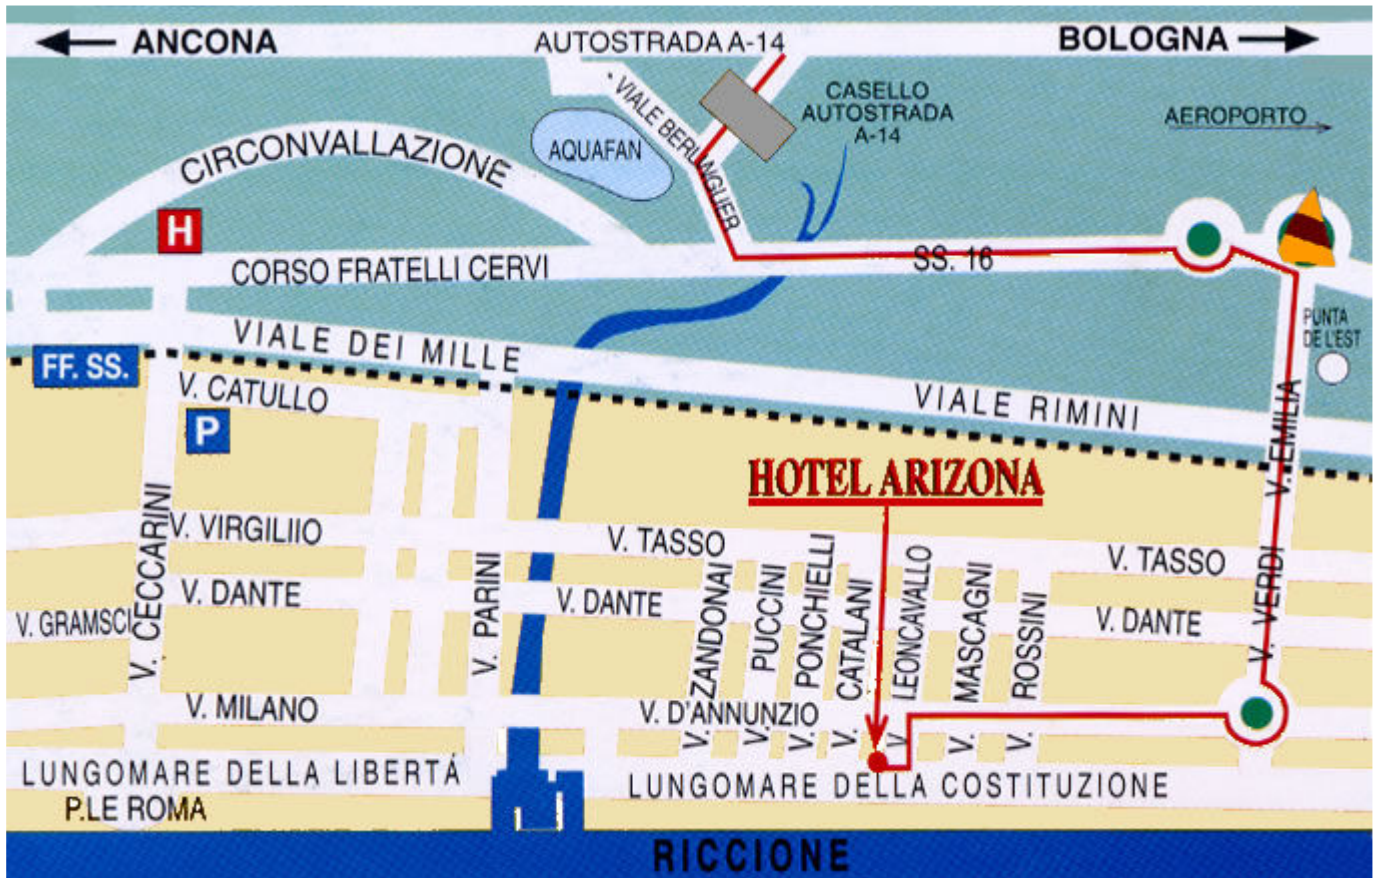 ANCONA
AUTOSTRADA A-14
BOLOGNA
CASELLO
AUTOSTRADA
A-14
AEROPORTO
VIALE BERLINGUER
AQUAFAN
CIRCONVALLAZIONE
H
CORSO FRATELLI CERVI
SS. 16
PUNTA
DE L'EST
VIALE DEI MILLE
FF. SS.
V. CATULLO
VIALE RIMINI
P
V. EMILIA
HOTEL ARIZONA
V. CECCARINI
V. VIRGILIIO
V. TASSO
V. TASSO
V. PARINI
V. ZANDONAI
V. PUCCINI
V. PONCHIELLI
V. CATALANI
V. LEONCAVALLO
V. MASCAGNI
V. ROSSINI
V. VERDI
V. DANTE
V. DANTE
V. DANTE
V. GRAMSCI
V. MILANO
V. D'ANNUNZIO
LUNGOMARE DELLA LIBERTÁ
LUNGOMARE DELLA COSTITUZIONE
P.LE ROMA
RICCIONE